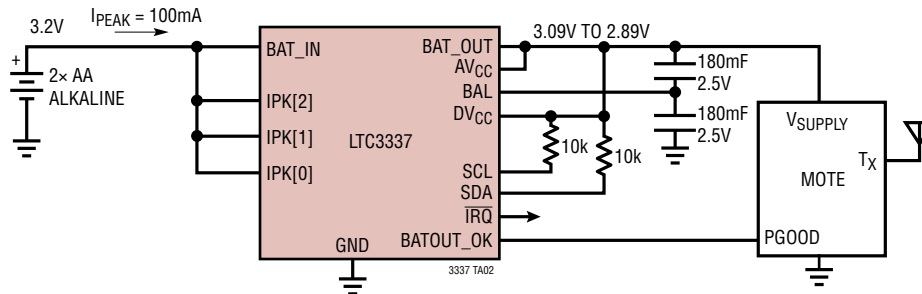 3.2V
IPEAK = 100mA
+
2× AA
ALKALINE
BAT_IN
IPK[2]
IPK[1]
IPK[0]
LTC3337
GND
BAT_OUT
AVCC
BAL
DVCC
SCL
SDA
IRQ
BATOUT_OK
3337 TA02
3.09V TO 2.89V
10k
10k
180mF
2.5V
180mF
2.5V
VSUPPLY
TX
MOTE
PGOOD